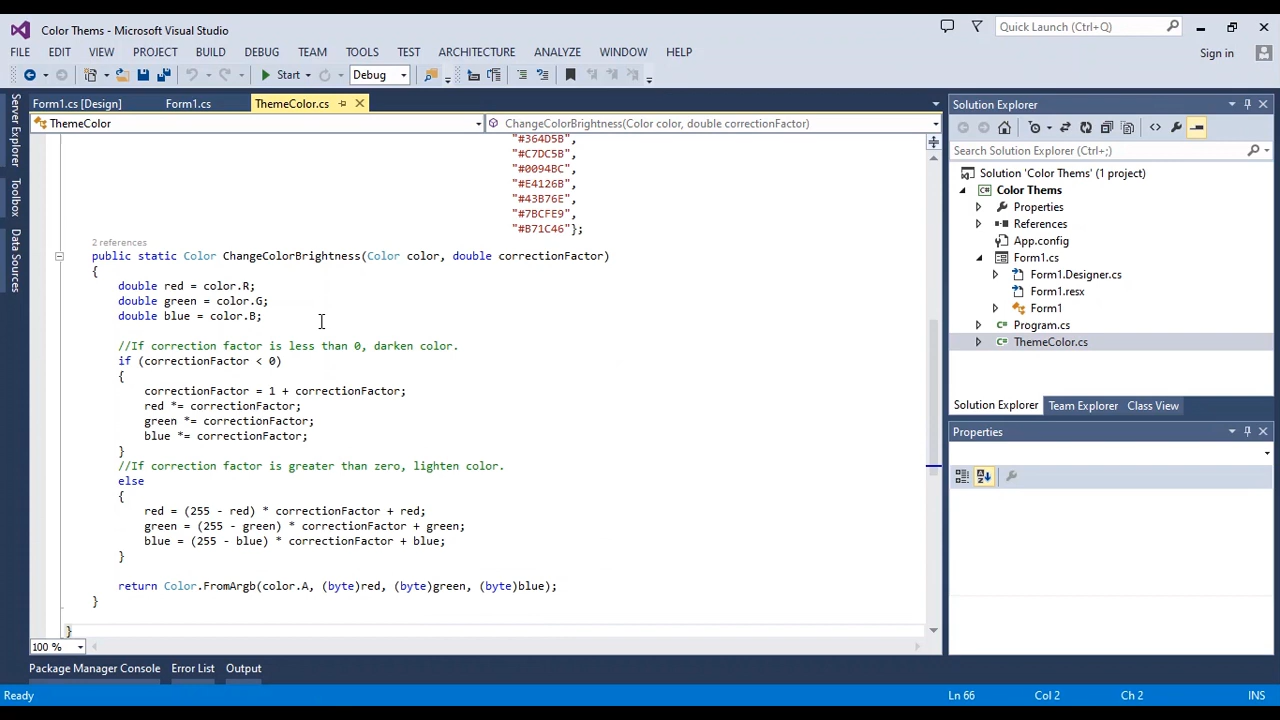 Color Thems - Microsoft Visual Studio
Quick Launch (Ctrl+Q)
FILE EDIT VIEW PROJECT BUILD DEBUG TEAM TOOLS TEST ARCHITECTURE ANALYZE WINDOW HELP
Sign in
Start Debug
Server Explorer
Toolbox
Data Sources
Form1.cs [Design] Form1.cs ThemeColor.cs
ThemeColor ChangeColorBrightness(Color color, double correctionFactor)
"#364D5B",
"#C7DC5B",
"#0094BC",
"#E4126B",
"#43B76E",
"#7BCFE9",
"#B71C46"};
2 references
public static Color ChangeColorBrightness(Color color, double correctionFactor)
{
double red = color.R;
double green = color.G;
double blue = color.B;
//If correction factor is less than 0, darken color.
if (correctionFactor < 0)
{
correctionFactor = 1 + correctionFactor;
red *= correctionFactor;
green *= correctionFactor;
blue *= correctionFactor;
}
//If correction factor is greater than zero, lighten color.
else
{
red = (255 - red) * correctionFactor + red;
green = (255 - green) * correctionFactor + green;
blue = (255 - blue) * correctionFactor + blue;
}
return Color.FromArgb(color.A, (byte)red, (byte)green, (byte)blue);
}
}
100 %
Solution Explorer
Search Solution Explorer (Ctrl+;)
Solution 'Color Thems' (1 project)
Color Thems
Properties
References
App.config
Form1.cs
Form1.Designer.cs
Form1.resx
Form1
Program.cs
ThemeColor.cs
Solution Explorer Team Explorer Class View
Properties
Package Manager Console Error List Output
Ready Ln 66 Col 2 Ch 2 INS